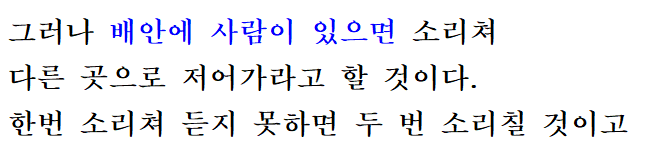 그러나 배안에 사람이 있으면 소리쳐
다른 곳으로 저어가라고 할 것이다.
한번 소리쳐 듣지 못하면 두 번 소리칠 것이고